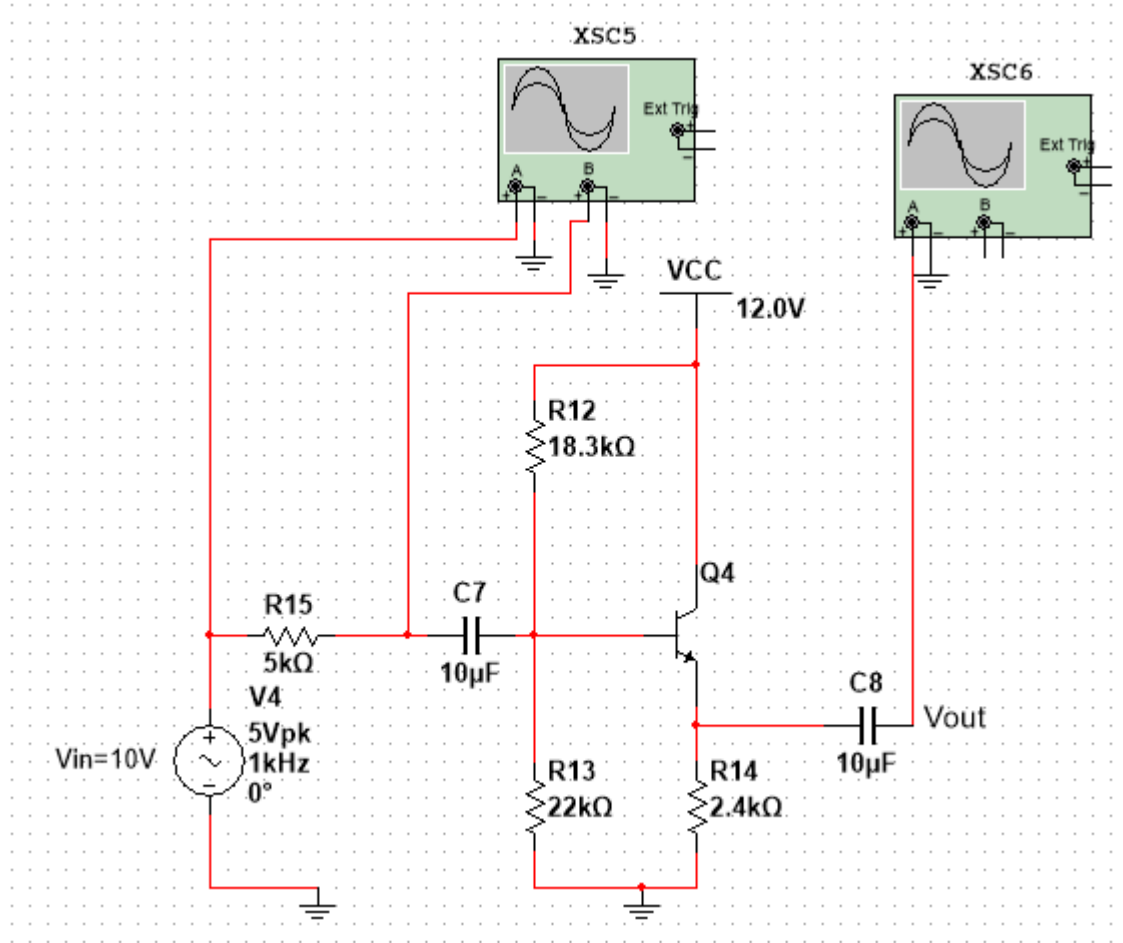 XSC5
XSC6
Ext Trig
Ext Trig
A
B
A
B
+
−
+
−
+
−
+
−
+
−
+
−
VCC
12.0V
R12
18.3kΩ
Q4
R15
5kΩ
C7
10µF
V4
5Vpk
1kHz
0°
Vin=10V
+
−
C8
10µF
Vout
R13
22kΩ
R14
2.4kΩ